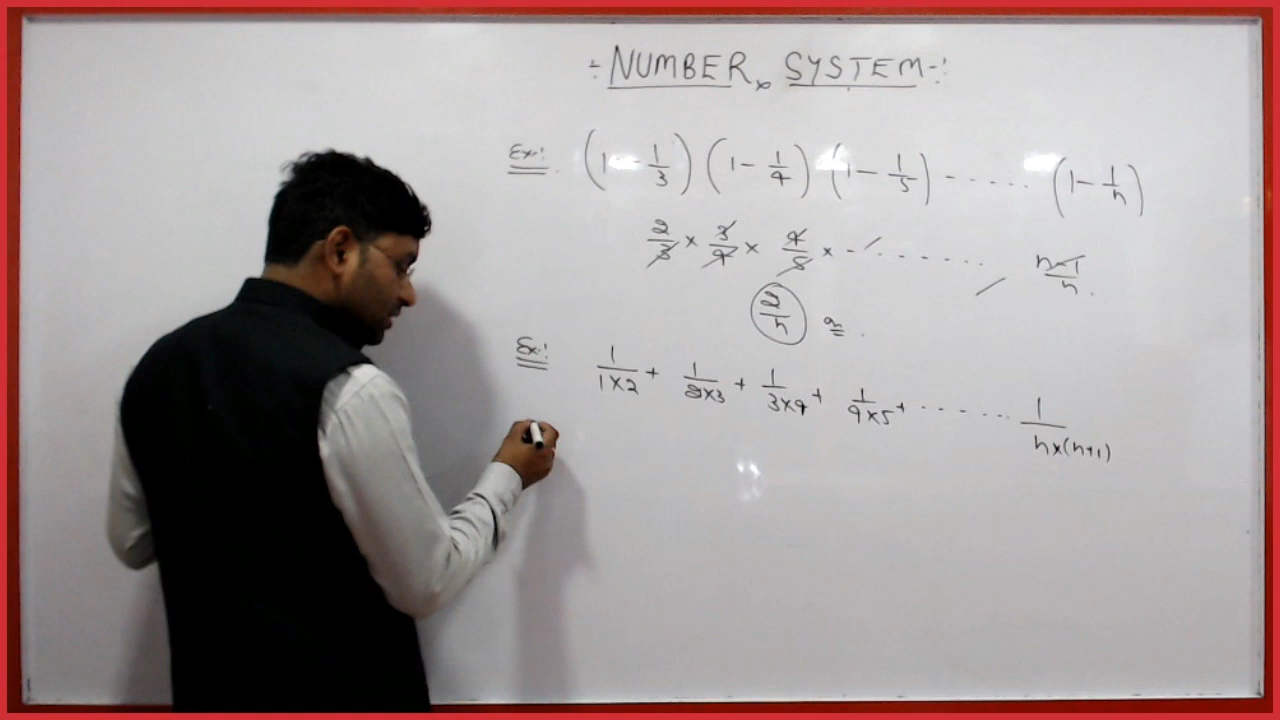 ÷ NUMBER SYSTEM ÷
Ex:- (1 - 1/3) (1 - 1/4) (1 - 1/5) ------ (1 - 1/n)
2/3 × 3/4 × 4/5 × - - - - - - - - n-1/n
2/n
Ex:- 1/1×2 + 1/2×3 + 1/3×4 + 1/4×5 + ------ 1/n×(n+1)